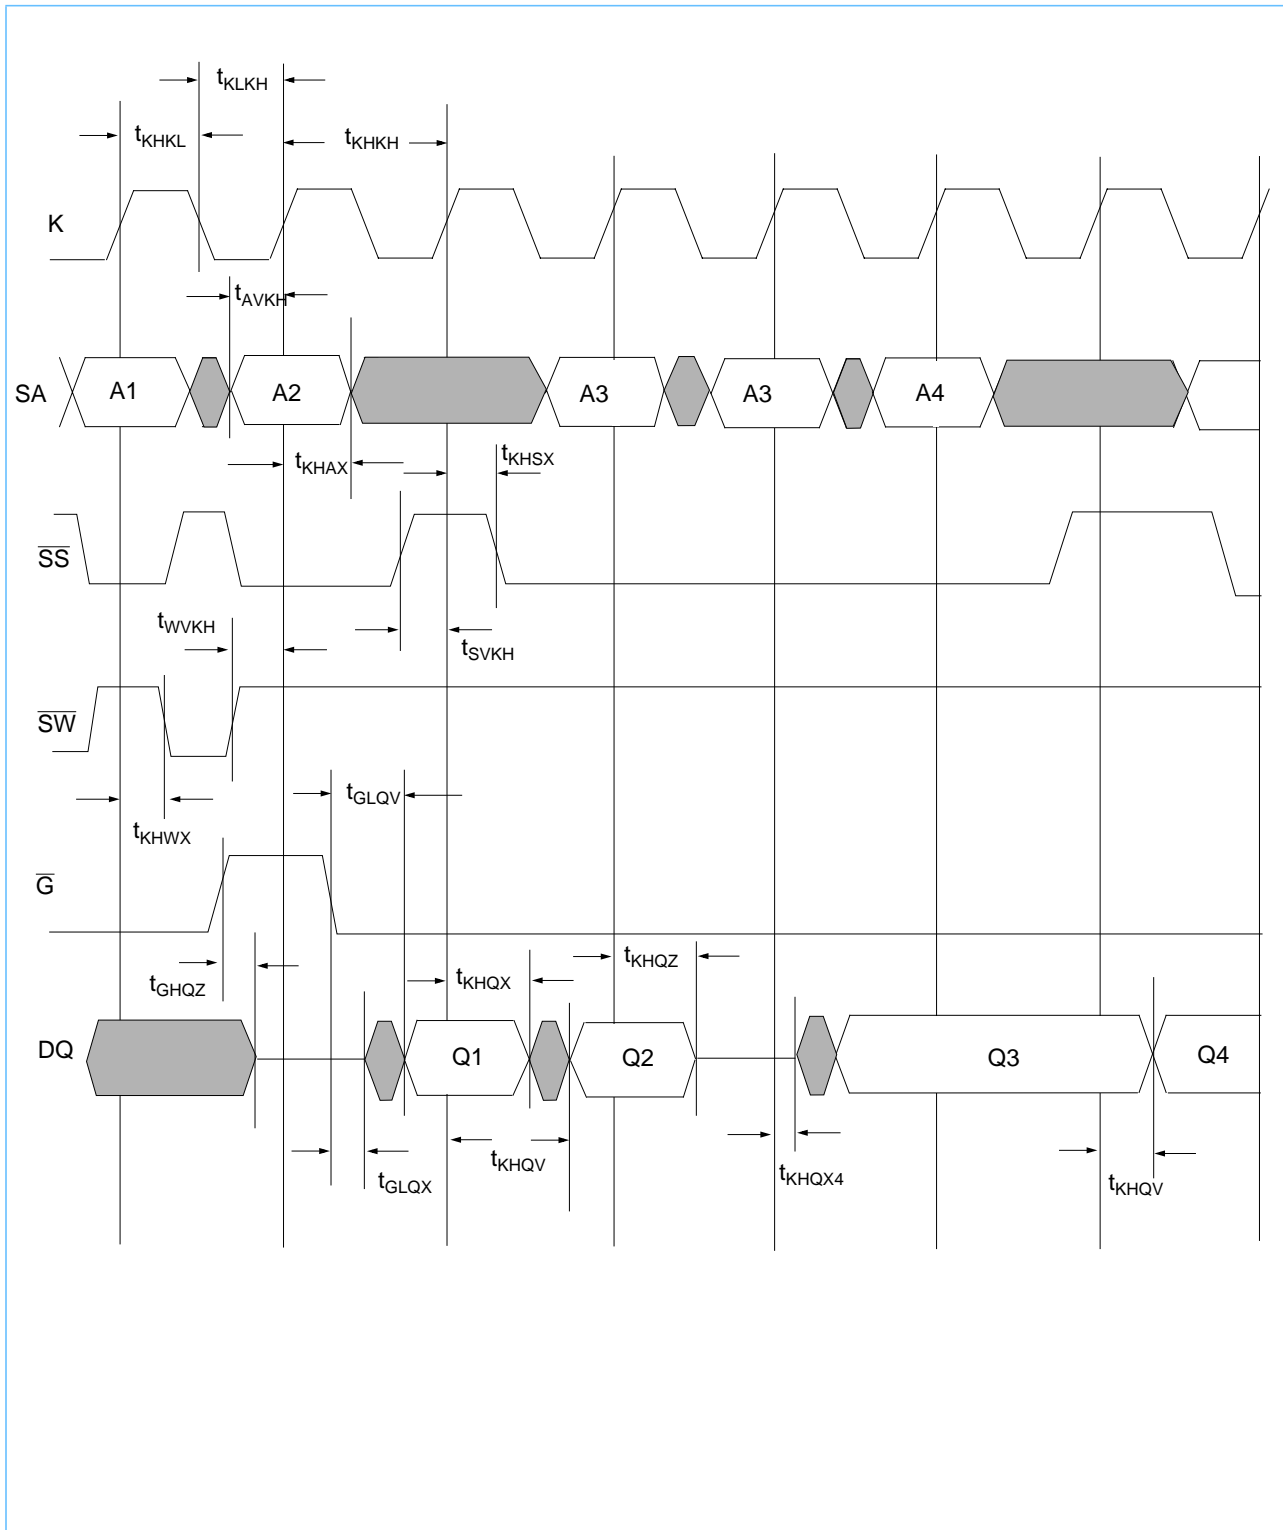 tKLKH
tKHKL
tKHKH
K
tAVKH
SA
A1
A2
A3
A3
A4
tKHAX
tKHSX
SS
tWVKH
tSVKH
SW
tGLQV
tKHWX
G
tKHQZ
tGHQZ
tKHQX
DQ
Q1
Q2
Q3
Q4
tKHQV
tGLQX
tKHQX4
tKHQV